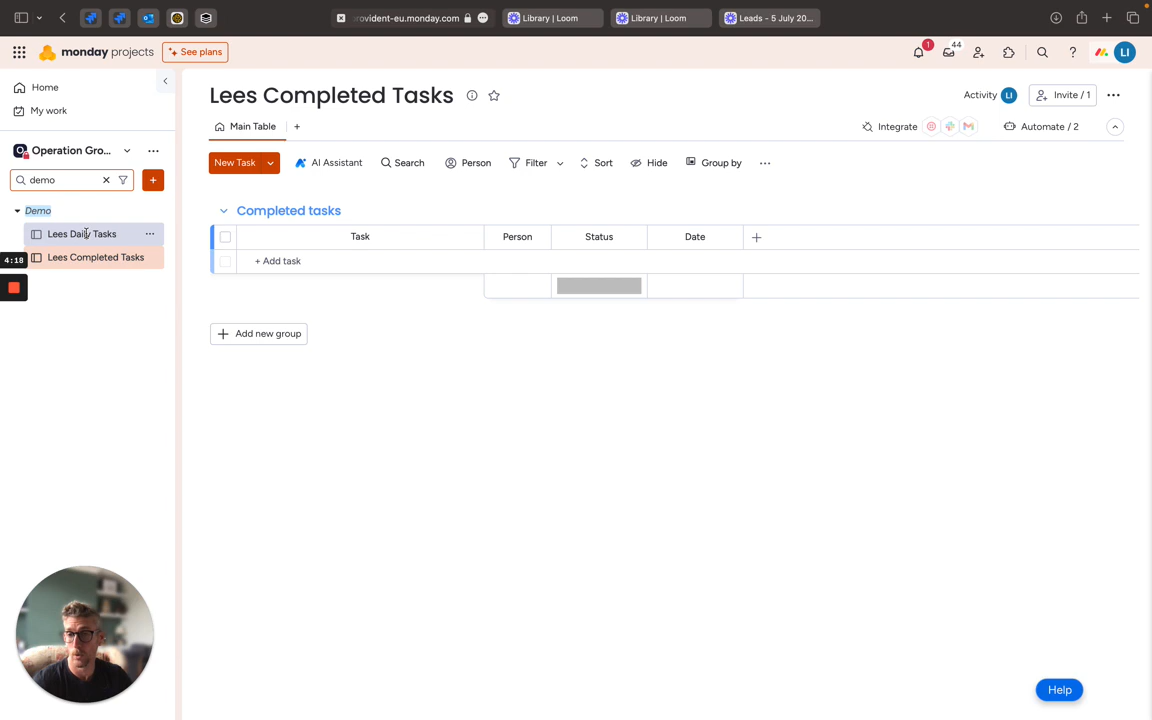 ovident-eu.monday.com
Library | Loom
Library | Loom
Leads - 5 July 20...
monday projects
See plans
1
44
LI
Home
My work
Operation Gro...
demo
Demo
Lees Daily Tasks
Lees Completed Tasks
4:18
Lees Completed Tasks
Activity
LI
Invite / 1
Main Table
Integrate
Automate / 2
New Task
AI Assistant
Search
Person
Filter
Sort
Hide
Group by
Completed tasks
Task
Person
Status
Date
+ Add task
Add new group
Help